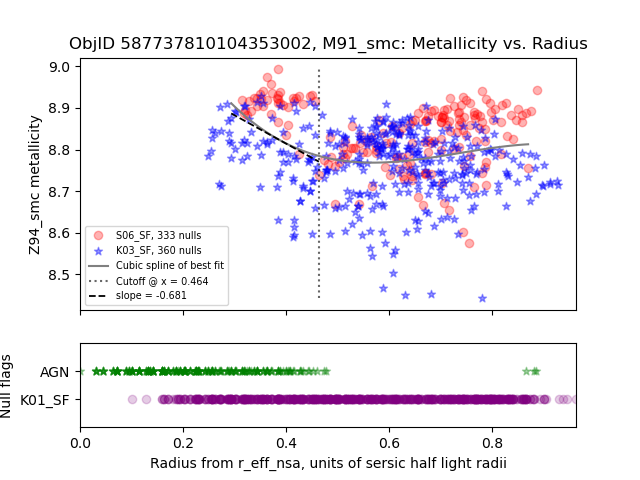 ObjID 587737810104353002, M91_smc: Metallicity vs. Radius
Z94_smc metallicity
9.0
8.9
8.8
8.7
8.6
8.5
S06_SF, 333 nulls
K03_SF, 360 nulls
Cubic spline of best fit
Cutoff @ x = 0.464
slope = -0.681
Null flags
AGN
K01_SF
0.0 0.2 0.4 0.6 0.8
Radius from r_eff_nsa, units of sersic half light radii